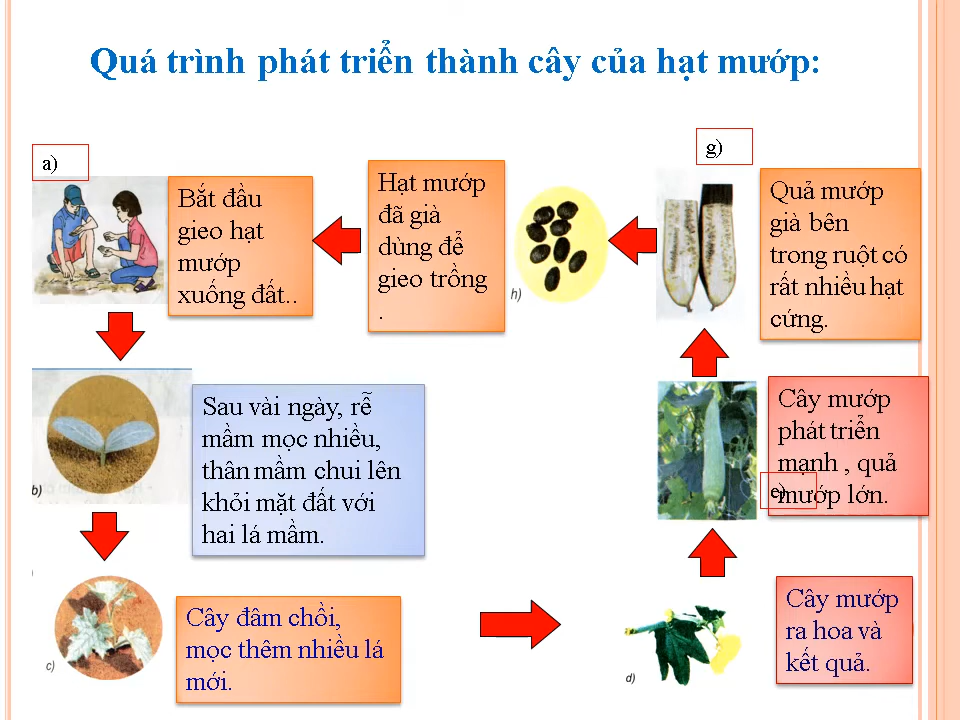 Quá trình phát triển thành cây của hạt mướp:
a)
Bắt đầu
gieo hạt
mướp
xuống đất..
Hạt mướp
đã già
dùng để
gieo trồng
.
h)
g)
Quả mướp
già bên
trong ruột có
rất nhiều hạt
cứng.
b)
Sau vài ngày, rễ
mầm mọc nhiều,
thân mầm chui lên
khỏi mặt đất với
hai lá mầm.
Cây mướp
phát triển
mạnh , quả
mướp lớn.
e)
c)
Cây đâm chồi,
mọc thêm nhiều lá
mới.
d)
Cây mướp
ra hoa và
kết quả.